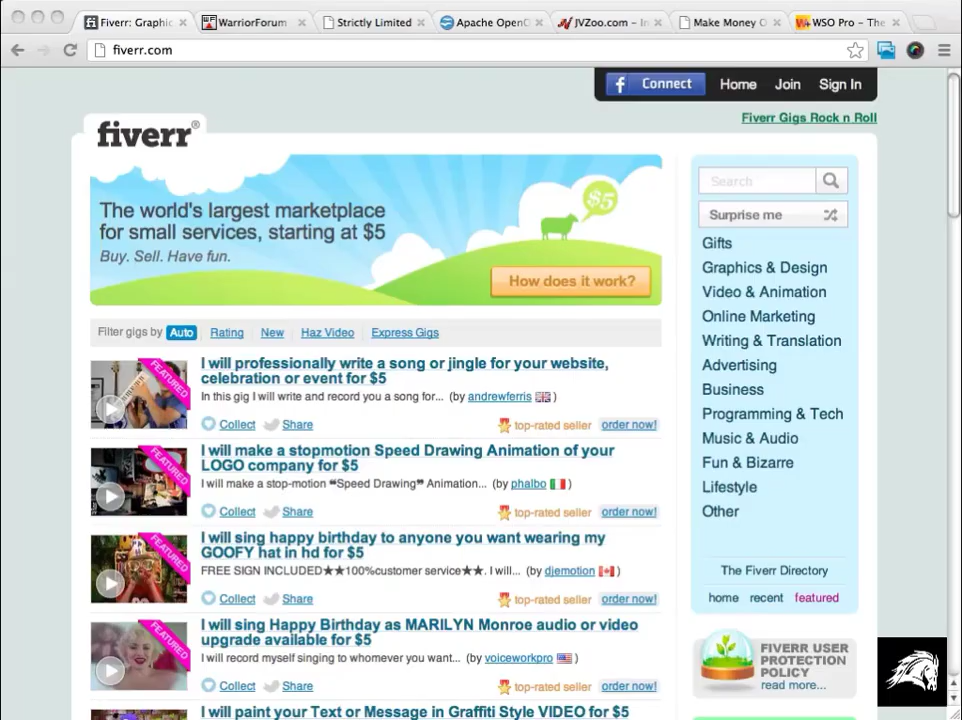 Fiverr: Graphic
WarriorForum
Strictly Limited
Apache OpenO
JVZoo.com - In
Make Money O
WSO Pro - The
fiverr.com
Connect
Home
Join
Sign In
Fiverr Gigs Rock n Roll
fiverr®
The world's largest marketplace
for small services, starting at $5
Buy. Sell. Have fun.
$5
How does it work?
Filter gigs by Auto Rating New Haz Video Express Gigs
FEATURED
I will professionally write a song or jingle for your website,
celebration or event for $5
In this gig I will write and record you a song for... (by andrewferris )
Collect Share top-rated seller order now!
FEATURED
I will make a stopmotion Speed Drawing Animation of your
LOGO company for $5
I will make a stop-motion ❝Speed Drawing❞ Animation... (by phalbo )
Collect Share top-rated seller order now!
FEATURED
I will sing happy birthday to anyone you want wearing my
GOOFY hat in hd for $5
FREE SIGN INCLUDED★★100%customer service★★. I will... (by djemotion )
Collect Share top-rated seller order now!
FEATURED
I will sing Happy Birthday as MARILYN Monroe audio or video
upgrade available for $5
I will record myself singing to whomever you want... (by voiceworkpro )
Collect Share top-rated seller order now!
I will paint your Text or Message in Graffiti Style VIDEO for $5
Search
Surprise me
Gifts
Graphics & Design
Video & Animation
Online Marketing
Writing & Translation
Advertising
Business
Programming & Tech
Music & Audio
Fun & Bizarre
Lifestyle
Other
The Fiverr Directory
home recent featured
FIVERR USER
PROTECTION
POLICY
read more...